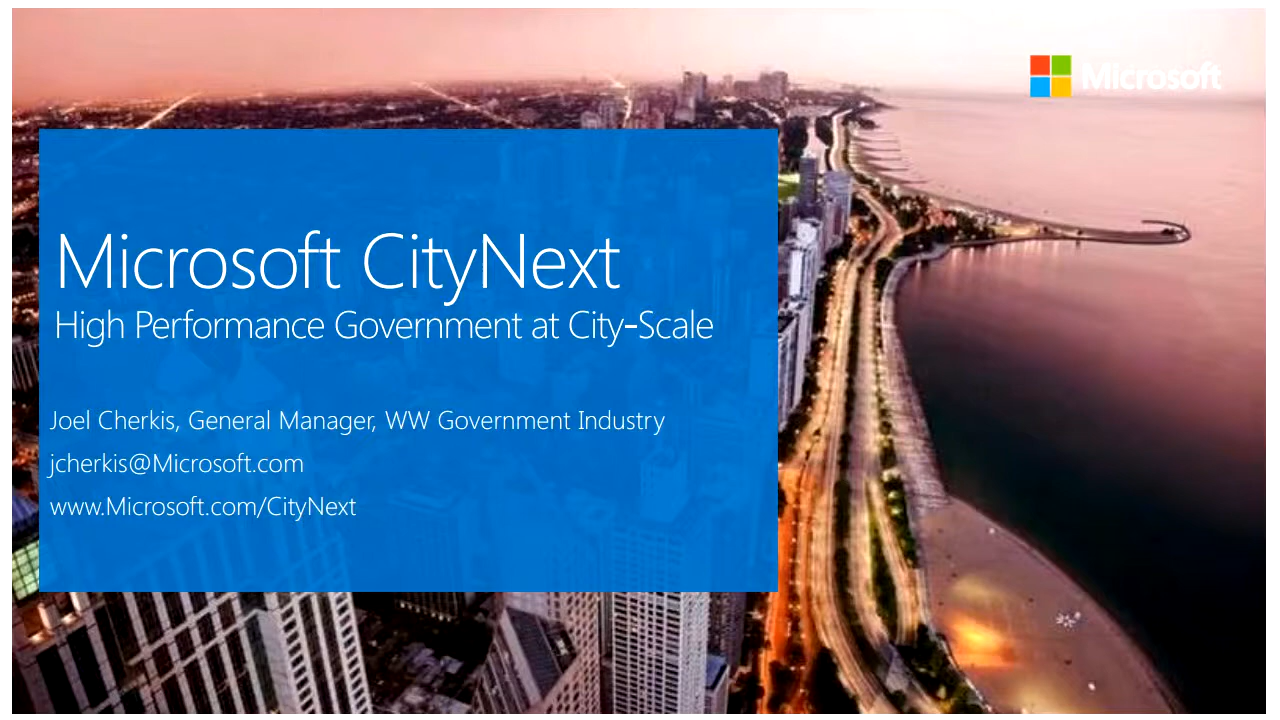 Microsoft
Microsoft CityNext
High Performance Government at City-Scale
Joel Cherkis, General Manager, WW Government Industry
jcherkis@Microsoft.com
www.Microsoft.com/CityNext